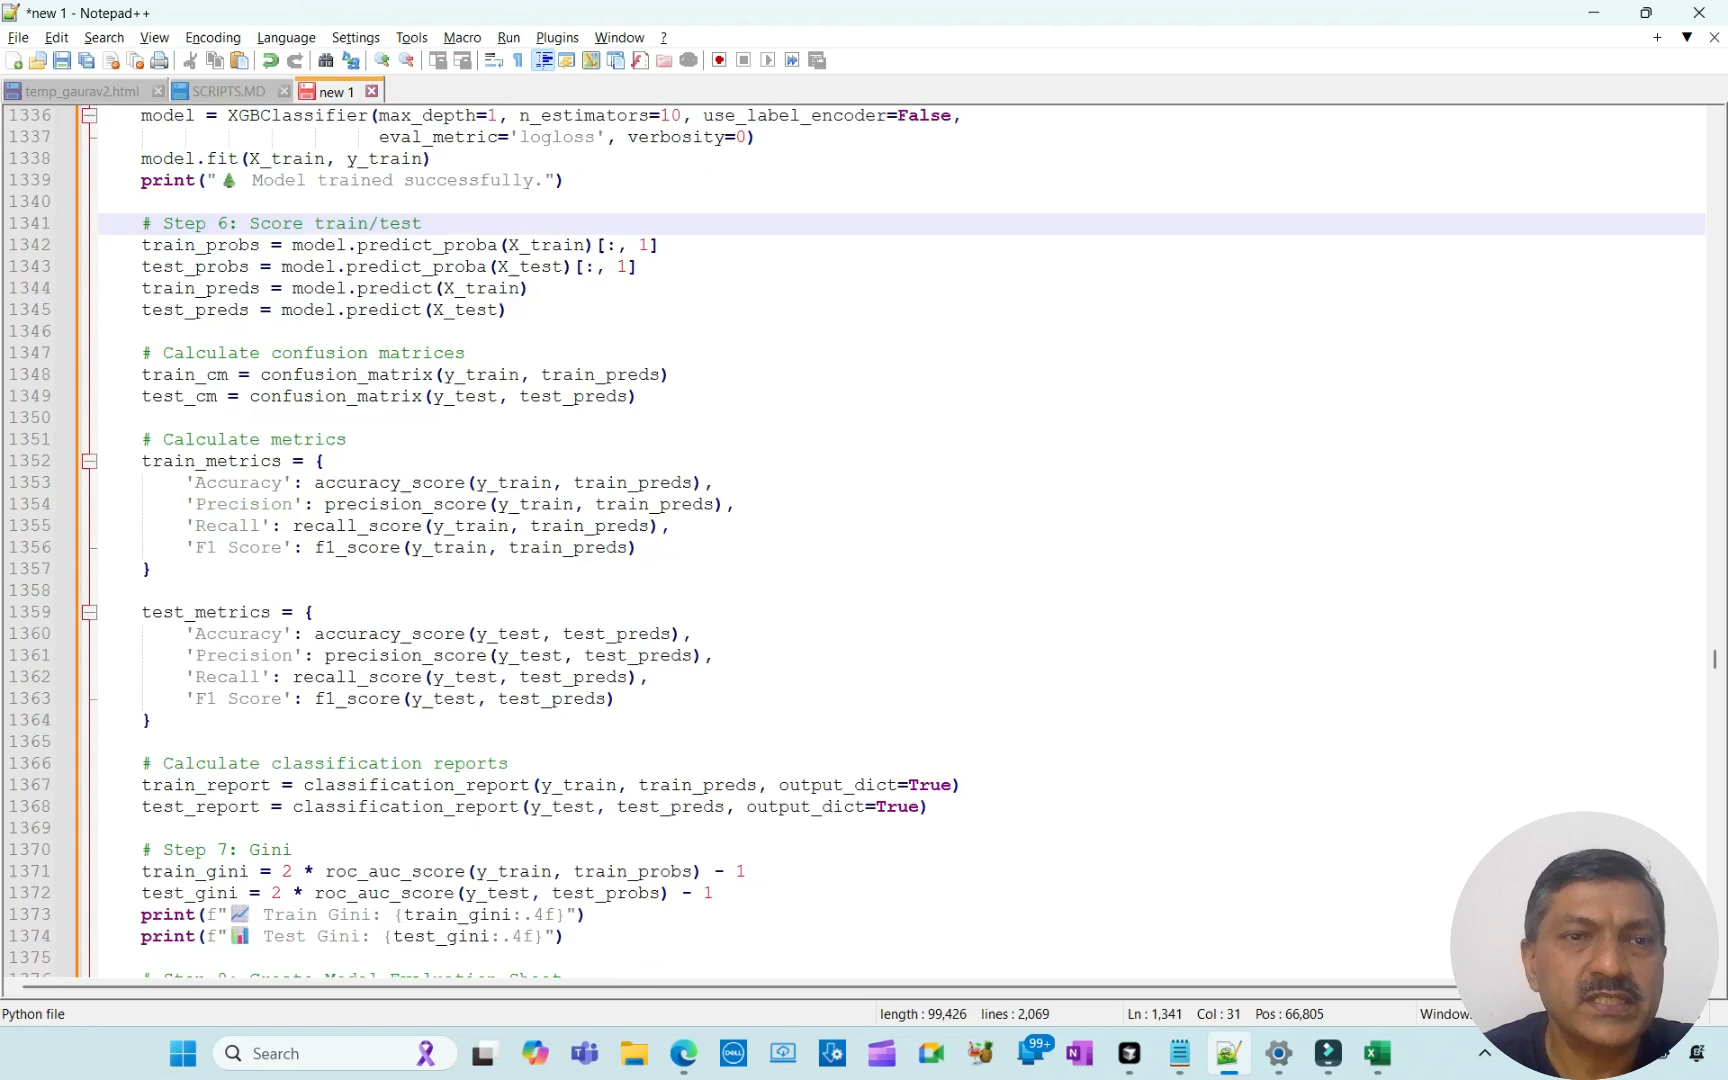 *new 1 - Notepad++
File Edit Search View Encoding Language Settings Tools Macro Run Plugins Window ?
temp_gaurav2.html SCRIPTS.MD new 1
1336 model = XGBClassifier(max_depth=1, n_estimators=10, use_label_encoder=False,
1337 eval_metric='logloss', verbosity=0)
1338 model.fit(X_train, y_train)
1339 print("🌲 Model trained successfully.")
1340
1341 # Step 6: Score train/test
1342 train_probs = model.predict_proba(X_train)[:, 1]
1343 test_probs = model.predict_proba(X_test)[:, 1]
1344 train_preds = model.predict(X_train)
1345 test_preds = model.predict(X_test)
1346
1347 # Calculate confusion matrices
1348 train_cm = confusion_matrix(y_train, train_preds)
1349 test_cm = confusion_matrix(y_test, test_preds)
1350
1351 # Calculate metrics
1352 train_metrics = {
1353 'Accuracy': accuracy_score(y_train, train_preds),
1354 'Precision': precision_score(y_train, train_preds),
1355 'Recall': recall_score(y_train, train_preds),
1356 'F1 Score': f1_score(y_train, train_preds)
1357 }
1358
1359 test_metrics = {
1360 'Accuracy': accuracy_score(y_test, test_preds),
1361 'Precision': precision_score(y_test, test_preds),
1362 'Recall': recall_score(y_test, test_preds),
1363 'F1 Score': f1_score(y_test, test_preds)
1364 }
1365
1366 # Calculate classification reports
1367 train_report = classification_report(y_train, train_preds, output_dict=True)
1368 test_report = classification_report(y_test, test_preds, output_dict=True)
1369
1370 # Step 7: Gini
1371 train_gini = 2 * roc_auc_score(y_train, train_probs) - 1
1372 test_gini = 2 * roc_auc_score(y_test, test_probs) - 1
1373 print(f"📈 Train Gini: {train_gini:.4f}")
1374 print(f"📊 Test Gini: {test_gini:.4f}")
1375
Python file length : 99,426 lines : 2,069 Ln : 1,341 Col : 31 Pos : 66,805 Window
Search 99+